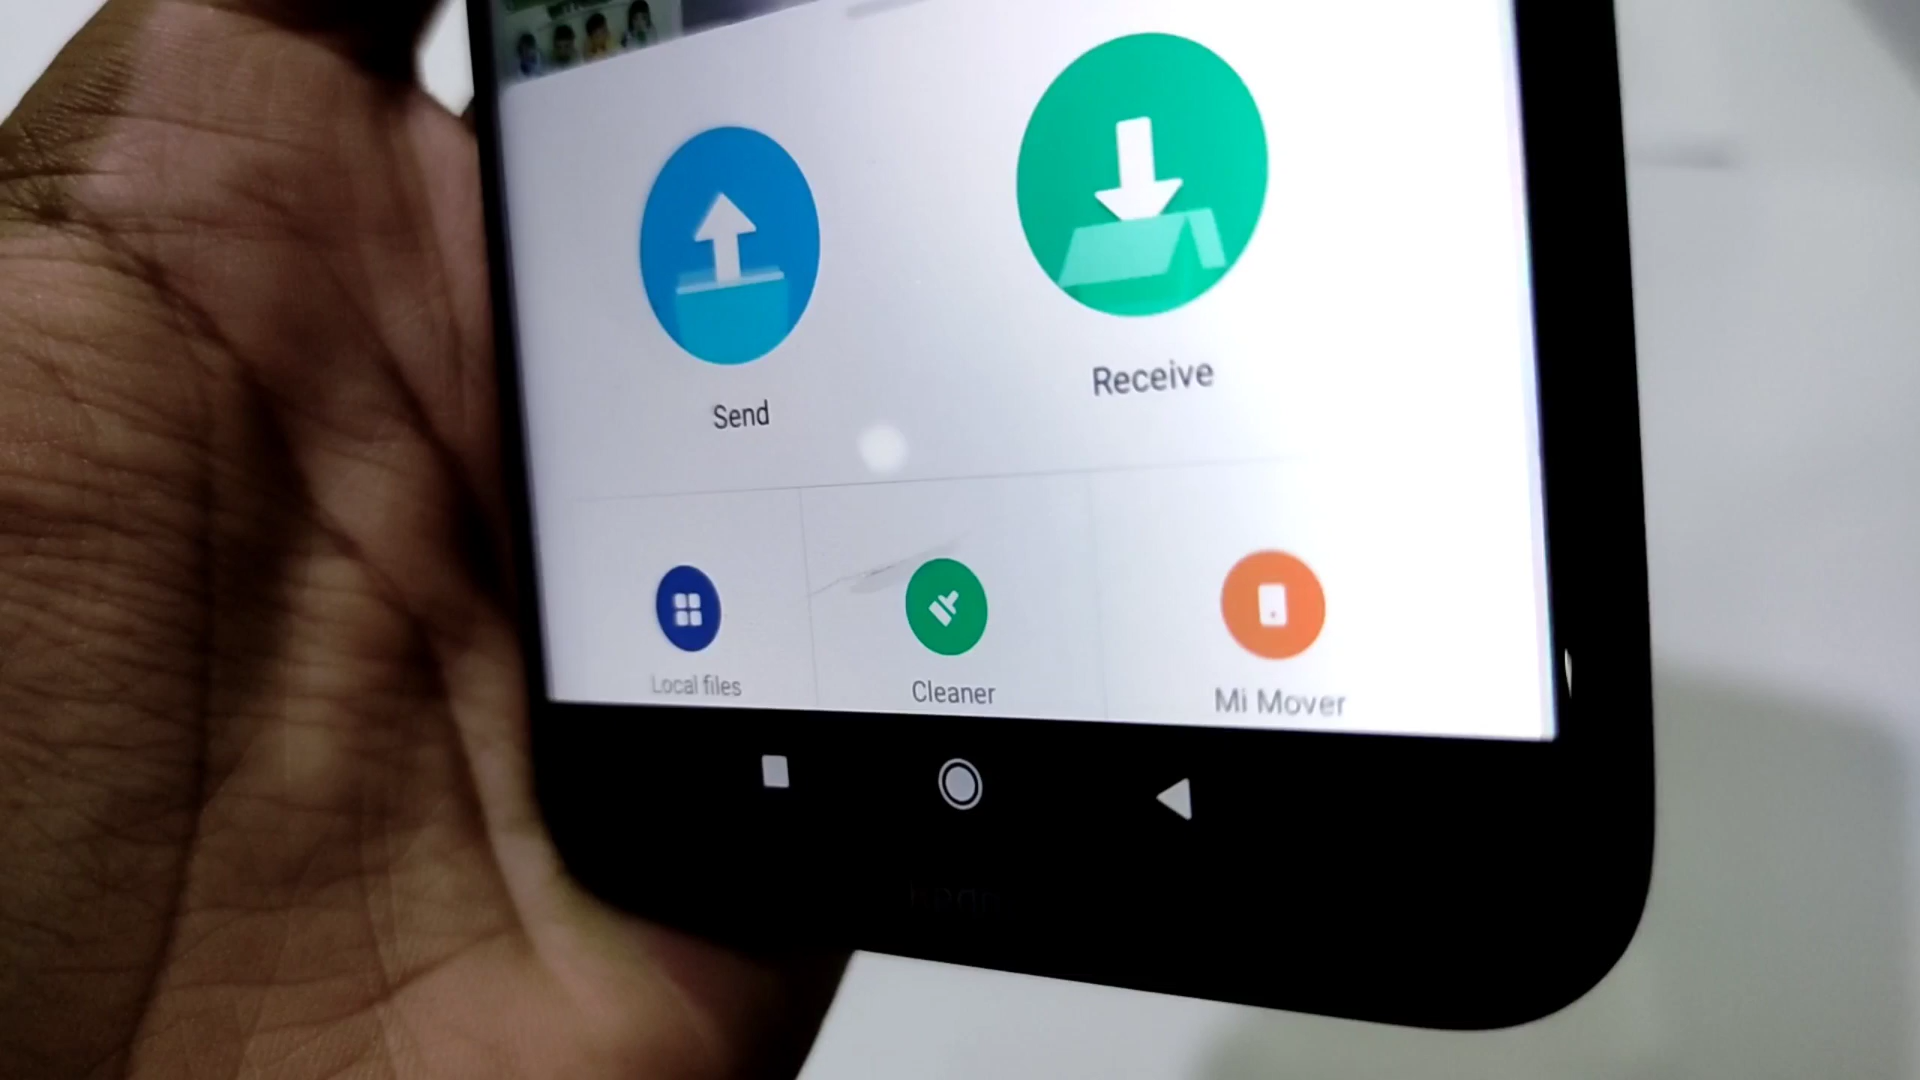 Send
Receive
Local files
Cleaner
Mi Mover